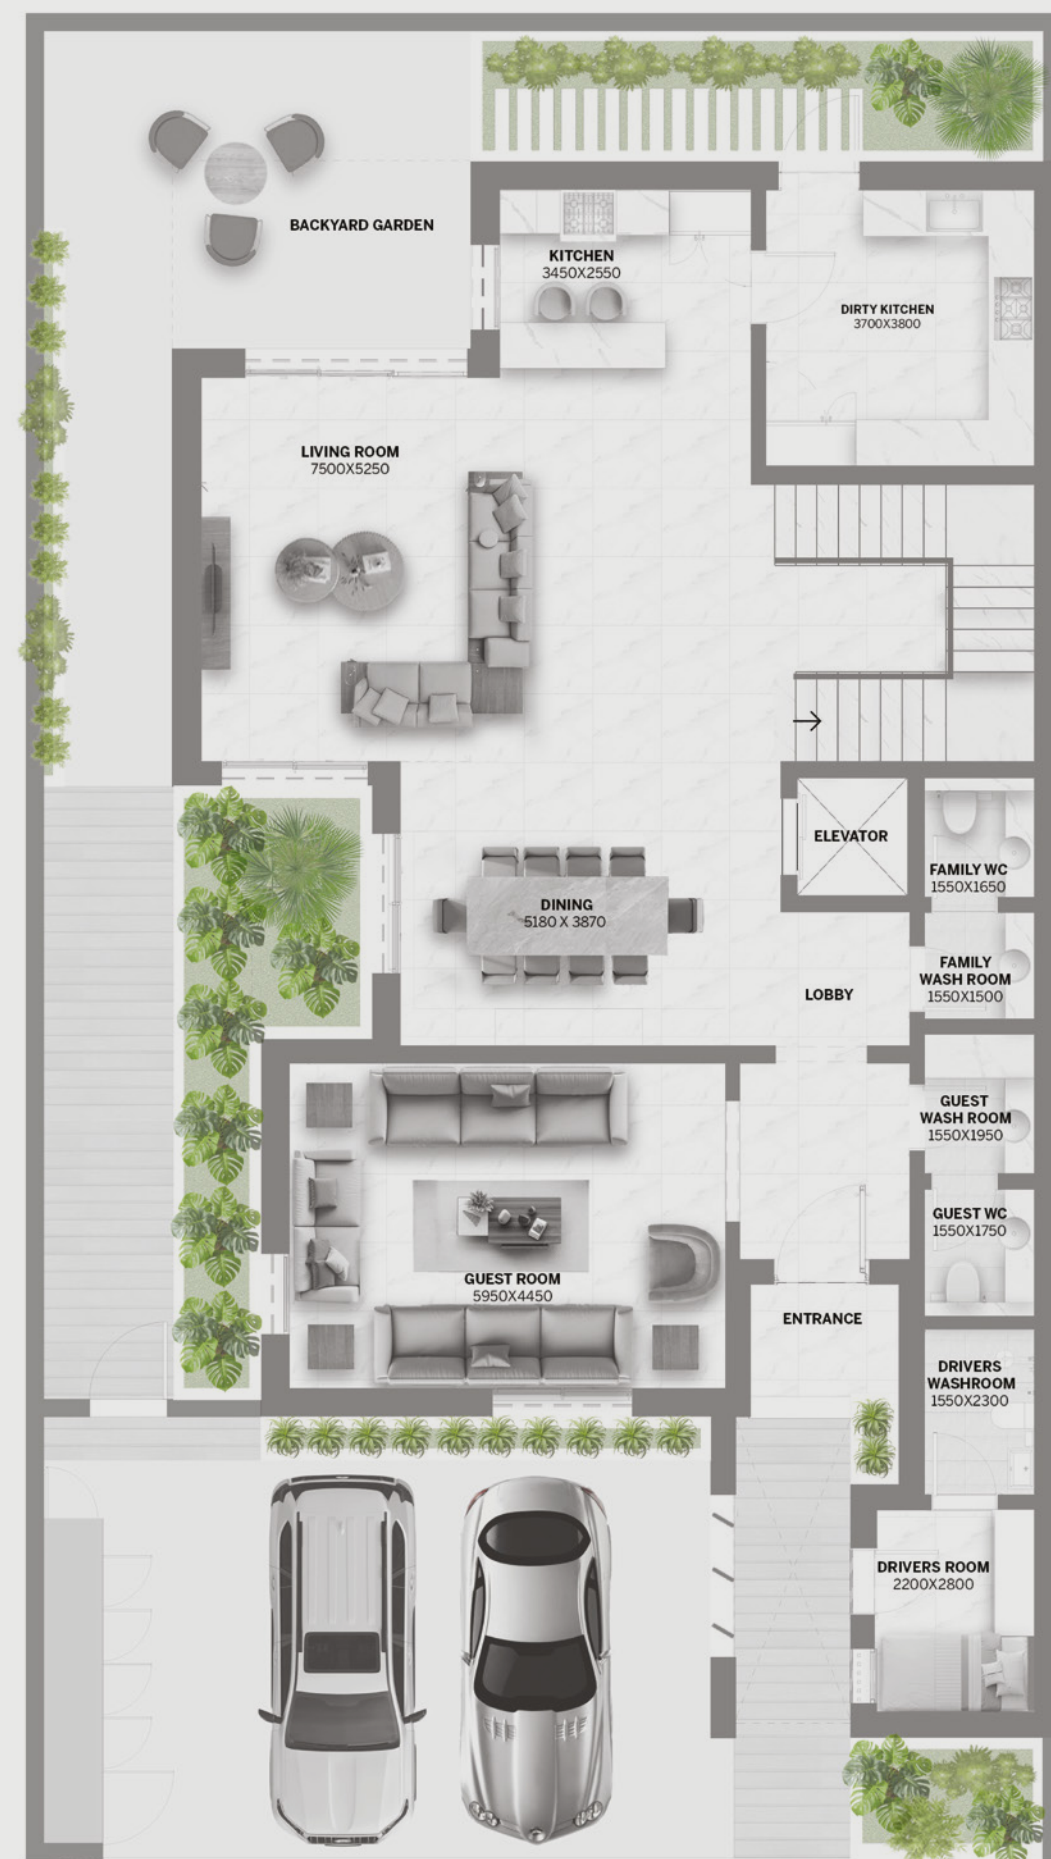 BACKYARD GARDEN
KITCHEN
3450X2550
DIRTY KITCHEN
3700X3800
LIVING ROOM
7500X5250
ELEVATOR
FAMILY WC
1550X1650
DINING
5180 X 3870
FAMILY
WASH ROOM
1550X1500
LOBBY
GUEST
WASH ROOM
1550X1950
GUEST WC
1550X1750
GUEST ROOM
5950X4450
ENTRANCE
DRIVERS
WASHROOM
1550X2300
DRIVERS ROOM
2200X2800